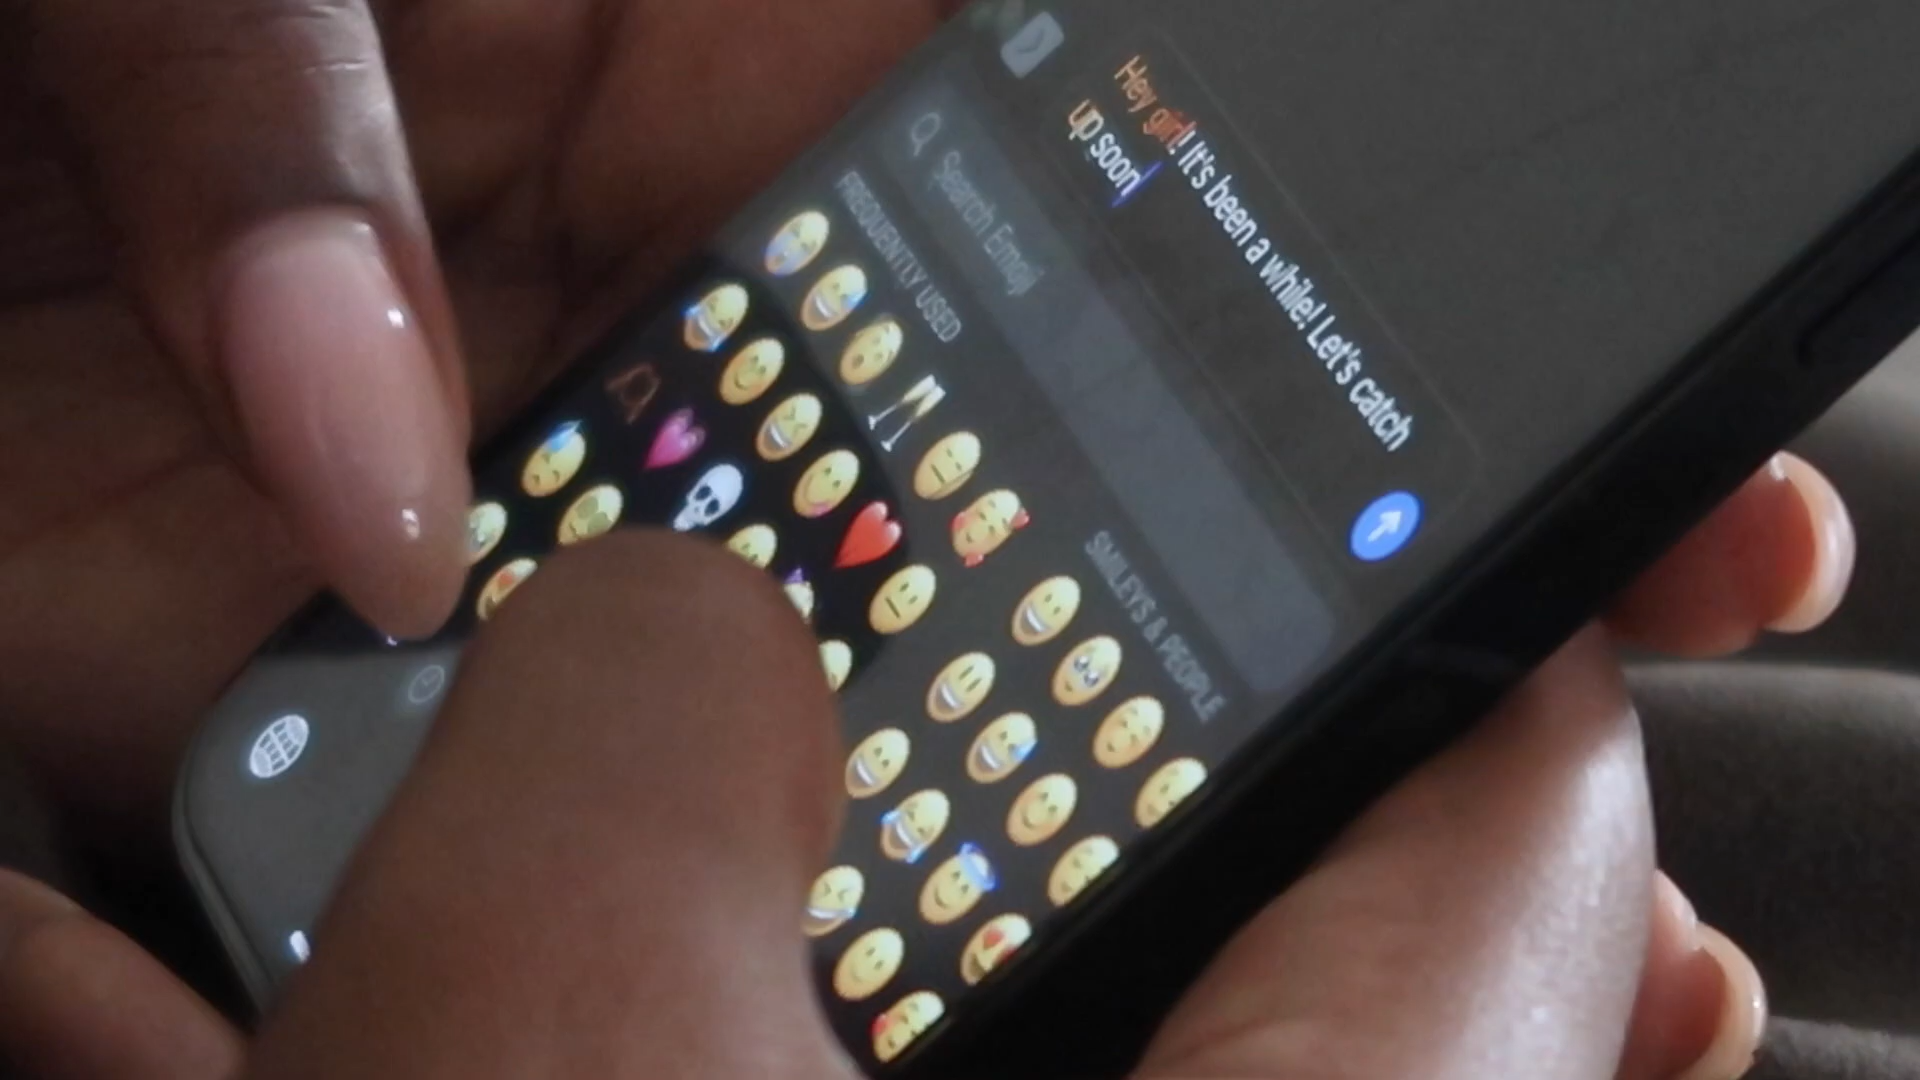 Hey girl! It's been a while! Let's catch
up soon
Search Emoji
FREQUENTLY USED
SMILEYS & PEOPLE